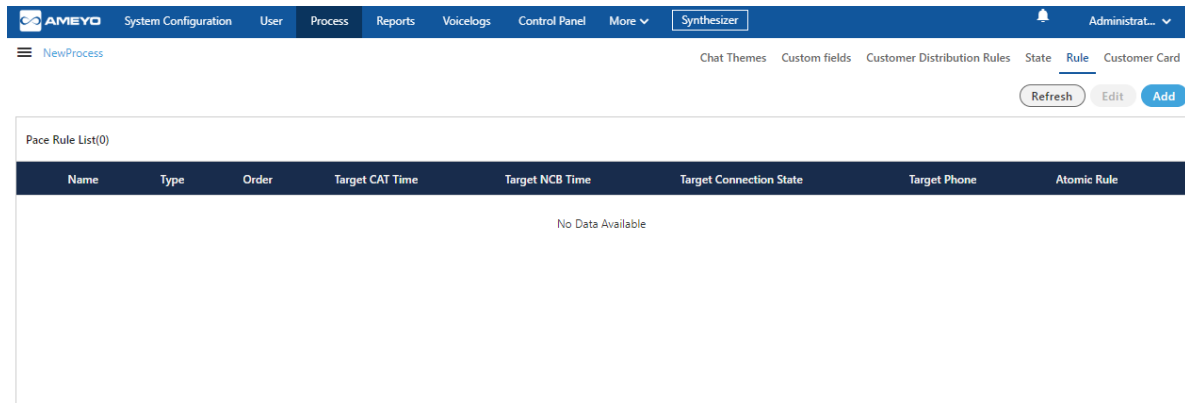 AMEYO System Configuration User Process Reports Voicelogs Control Panel More Synthesizer Administrat...
NewProcess Chat Themes Custom fields Customer Distribution Rules State Rule Customer Card
Refresh Edit Add
Pace Rule List(0)
Name Type Order Target CAT Time Target NCB Time Target Connection State Target Phone Atomic Rule
No Data Available